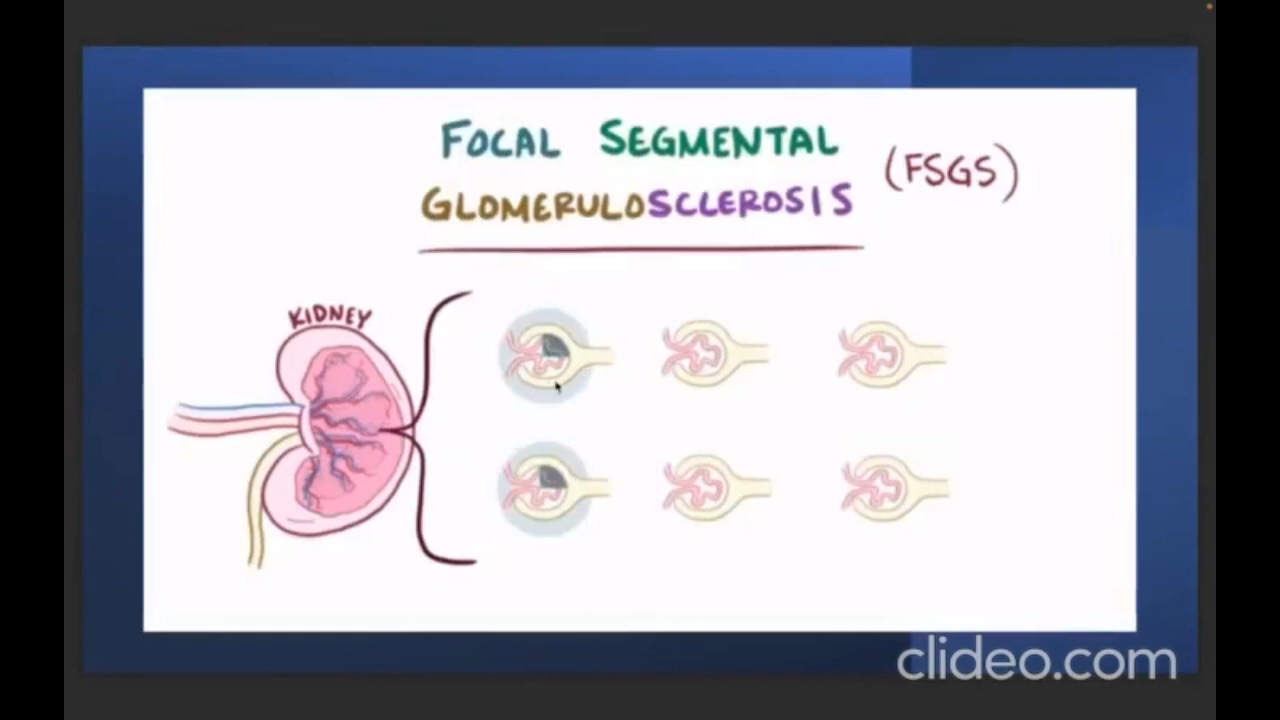 FOCAL SEGMENTAL
GLOMERULOSCLEROSIS
(FSGS)
KIDNEY
clideo.com